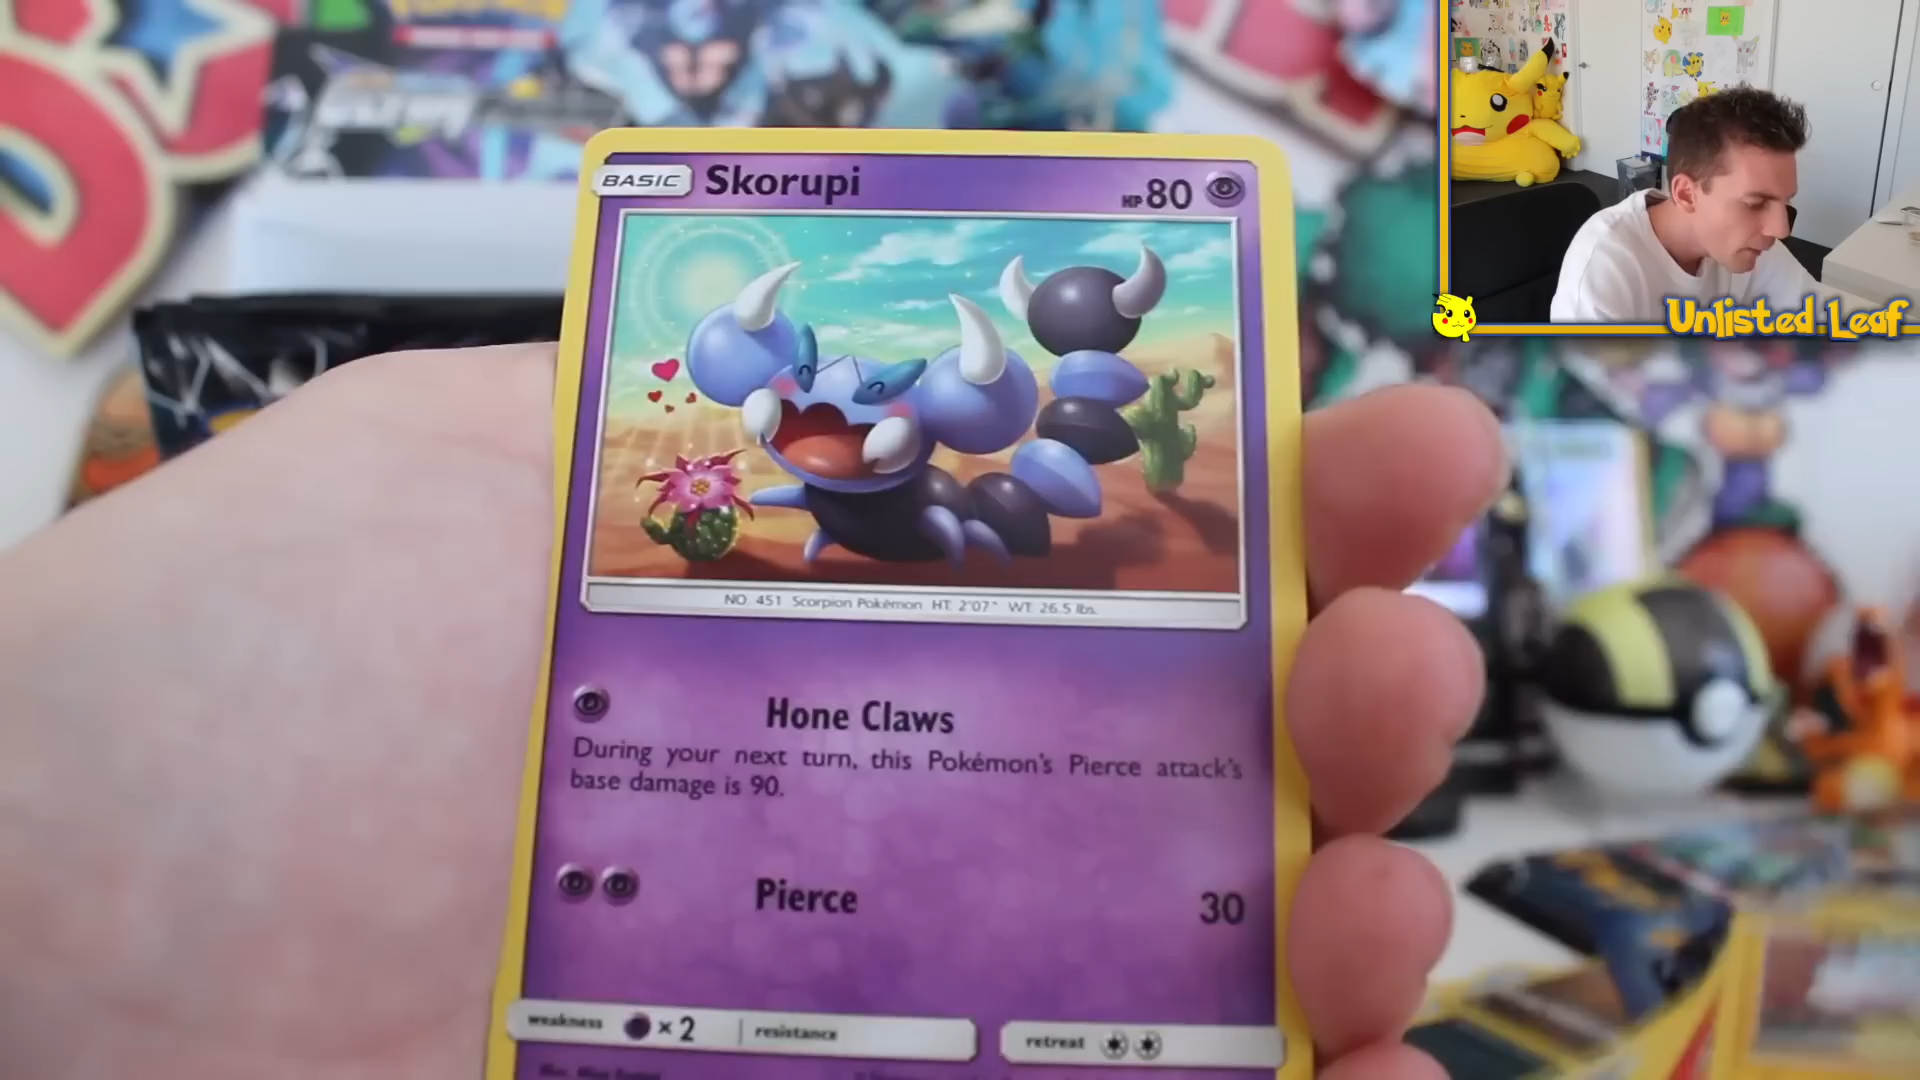 BASIC Skorupi HP 80
NO. 451 Scorpion Pokémon HT: 2'07" WT: 26.5 lbs.
Hone Claws
During your next turn, this Pokémon's Pierce attack's
base damage is 90.
Pierce 30
weakness × 2 resistance retreat
Unlisted Leaf